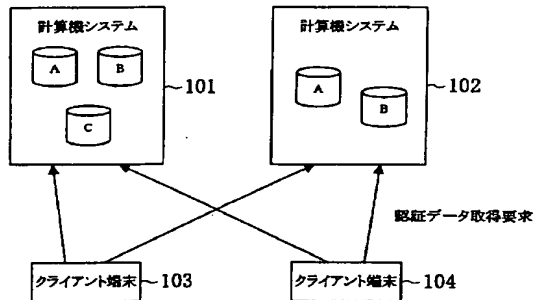 計算機システム
A
B
C
101
計算機システム
A
B
102
認証データ取得要求
クライアント端末
103
クライアント端末
104